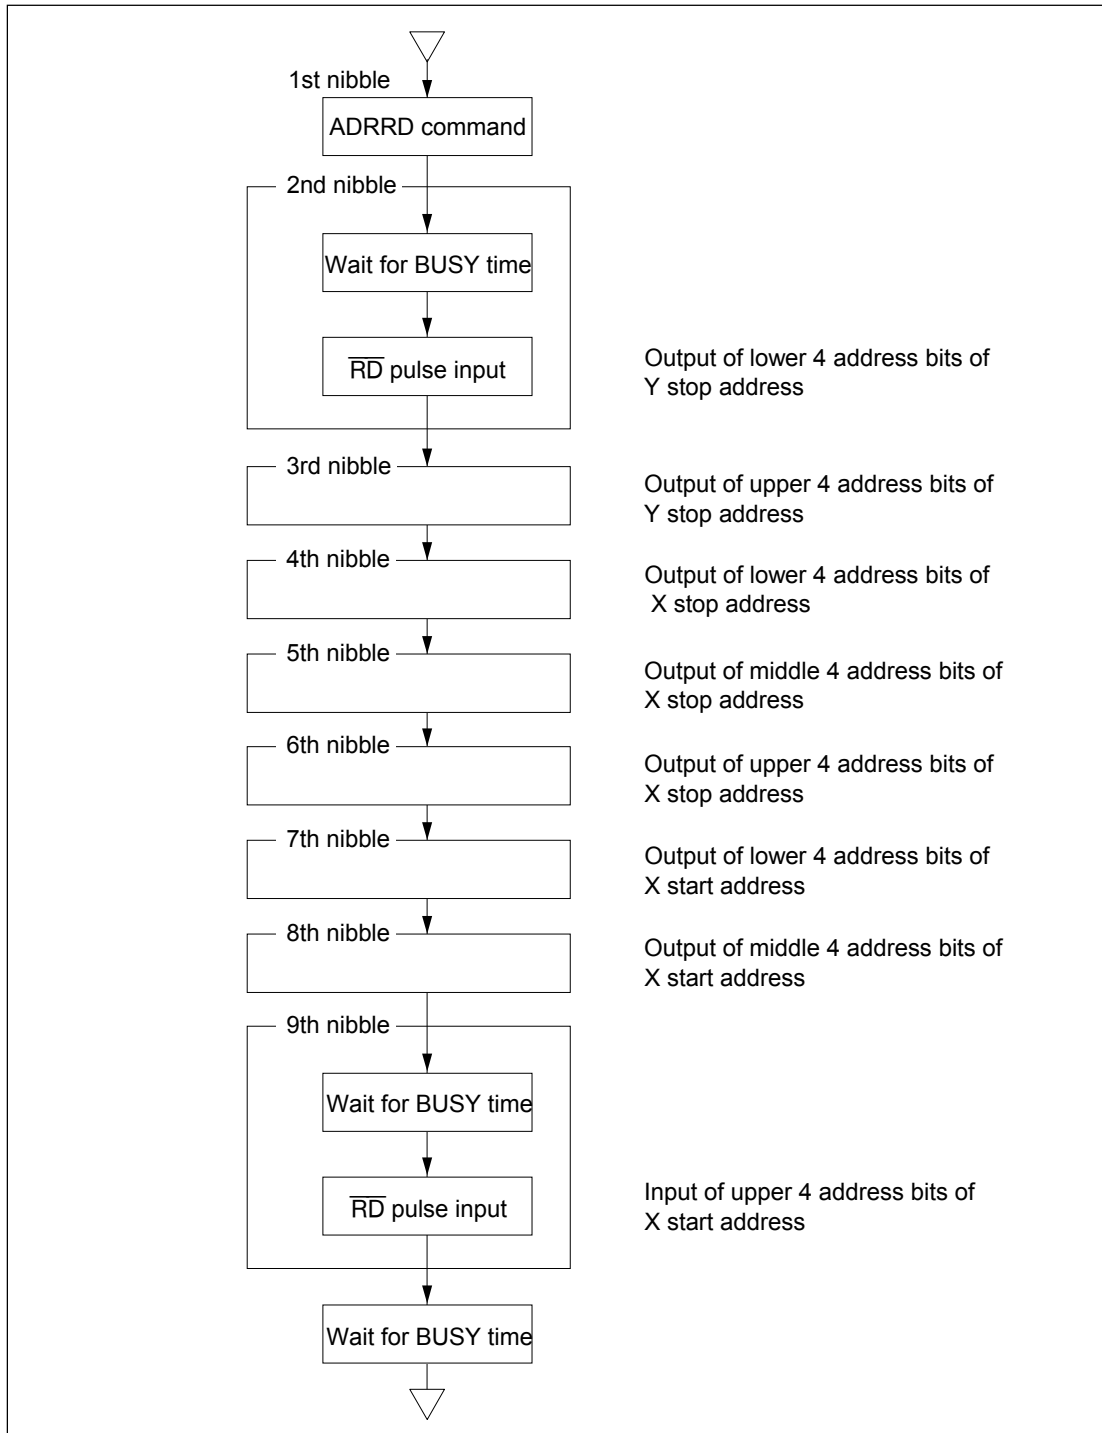 1st nibble
ADRRD command
2nd nibble
Wait for BUSY time
R̅D̅ pulse input
Output of lower 4 address bits of
Y stop address
3rd nibble
Output of upper 4 address bits of
Y stop address
4th nibble
Output of lower 4 address bits of
X stop address
5th nibble
Output of middle 4 address bits of
X stop address
6th nibble
Output of upper 4 address bits of
X stop address
7th nibble
Output of lower 4 address bits of
X start address
8th nibble
Output of middle 4 address bits of
X start address
9th nibble
Wait for BUSY time
R̅D̅ pulse input
Input of upper 4 address bits of
X start address
Wait for BUSY time